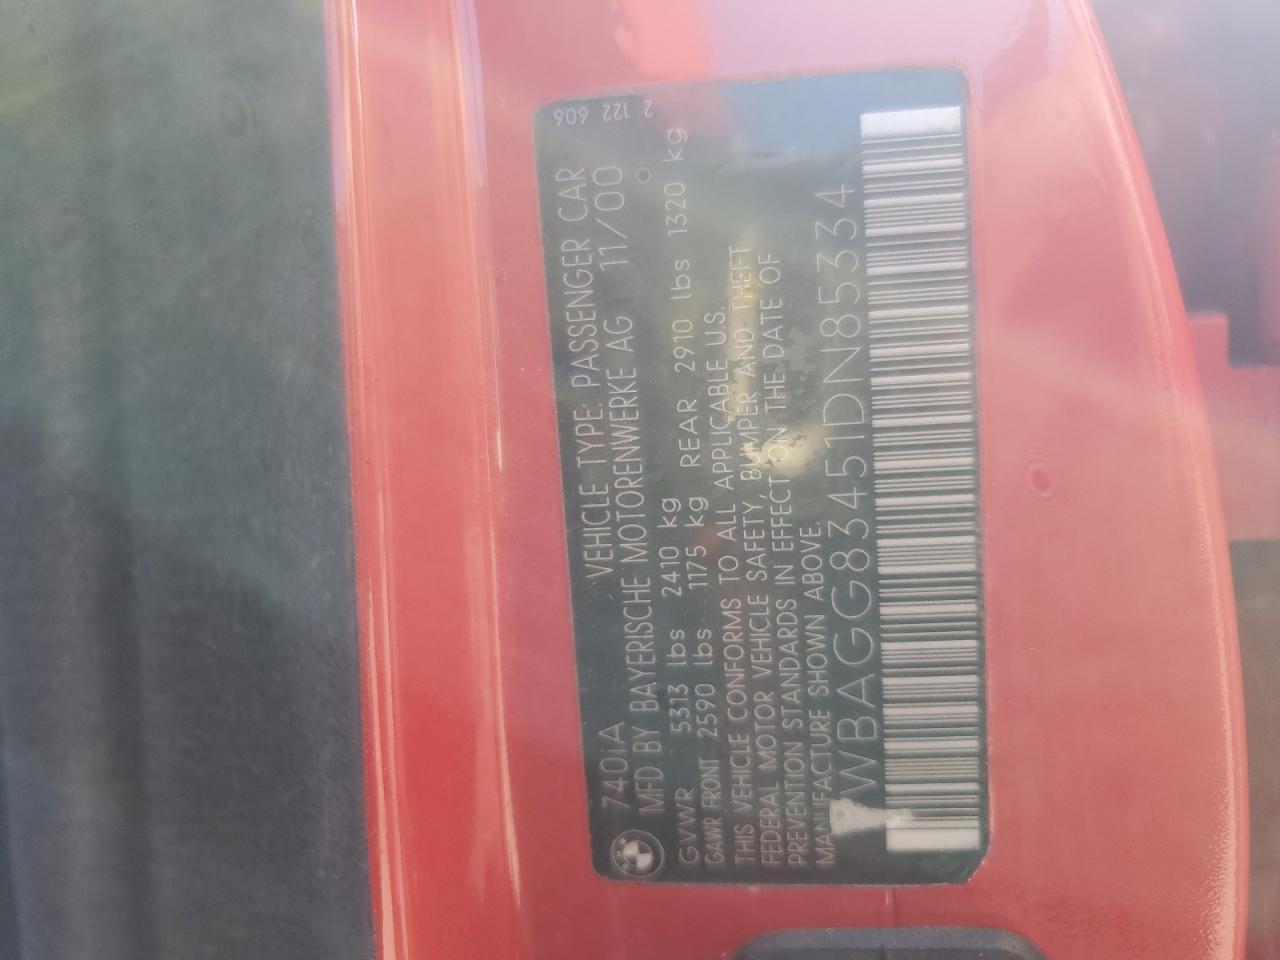 740iA VEHICLE TYPE: PASSENGER CAR
MFD BY BAYERISCHE MOTORENWERKE AG 11/00
GVWR 5313 lbs 2410 kg
GAWR FRONT 2590 lbs 1175 kg REAR 2910 lbs 1320 kg
THIS VEHICLE CONFORMS TO ALL APPLICABLE U.S.
FEDERAL MOTOR VEHICLE SAFETY, BUMPER AND THEFT
PREVENTION STANDARDS IN EFFECT ON THE DATE OF
MANUFACTURE SHOWN ABOVE.
WBAGG83451DN85334
2 122 606